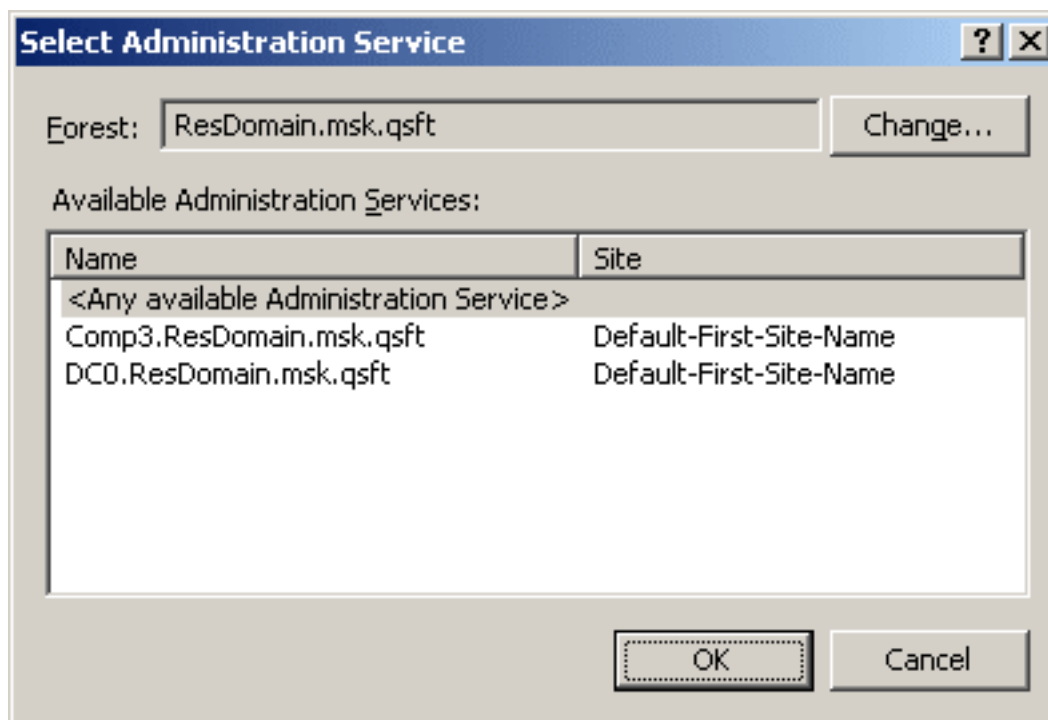 Select Administration Service
Forest: ResDomain.msk.qsft Change...
Available Administration Services:
Name Site
<Any available Administration Service>
Comp3.ResDomain.msk.qsft Default-First-Site-Name
DC0.ResDomain.msk.qsft Default-First-Site-Name
OK Cancel